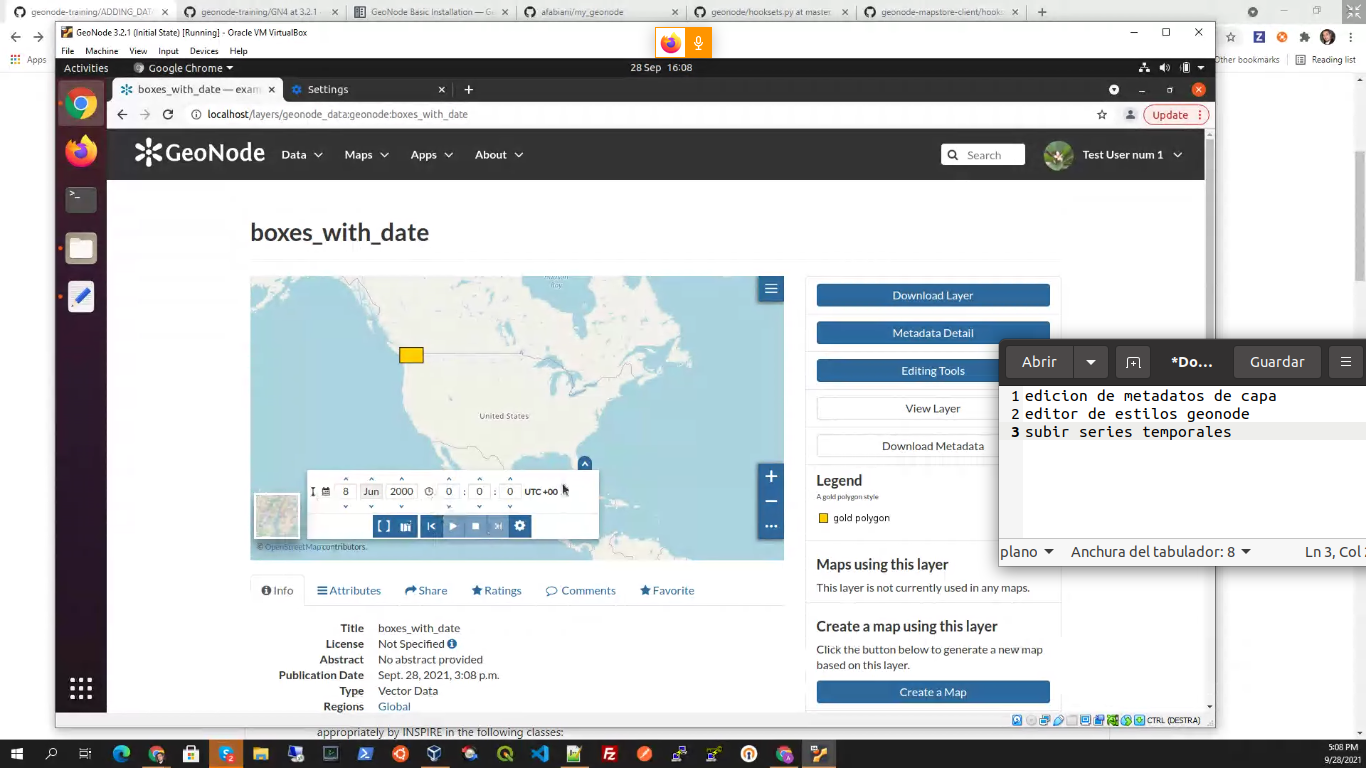 geonode-training/ADDING_DATA
geonode-training/GN4 at 3.2.1 -
GeoNode Basic Installation — Ge
afabiani/my_geonode
geonode/hooksets.py at master
geonode-mapstore-client/hook
Apps
Other bookmarks
Reading list
GeoNode 3.2.1 (Initial State) [Running] - Oracle VM VirtualBox
File Machine View Input Devices Help
Activities
Google Chrome
28 Sep 16:08
boxes_with_date — exam
Settings
localhost/layers/geonode_data:geonode:boxes_with_date
Update
GeoNode
Data
Maps
Apps
About
Search
Test User num 1
boxes_with_date
United States
8 Jun 2000 0 : 0 : 0 UTC +00
© OpenStreetMap contributors.
Download Layer
Metadata Detail
Editing Tools
View Layer
Download Metadata
Legend
A gold polygon style
gold polygon
Maps using this layer
This layer is not currently used in any maps.
Create a map using this layer
Click the button below to generate a new map
based on this layer.
Create a Map
Info
Attributes
Share
Ratings
Comments
Favorite
Title boxes_with_date
License Not Specified
Abstract No abstract provided
Publication Date Sept. 28, 2021, 3:08 p.m.
Type Vector Data
Regions Global
Abrir
*Do...
Guardar
1 edicion de metadatos de capa
2 editor de estilos geonode
3 subir series temporales
plano
Anchura del tabulador: 8
Ln 3, Col 2
CTRL (DESTRA)
appropriately by INSPIRE in the following classes:
5:08 PM
9/28/2021